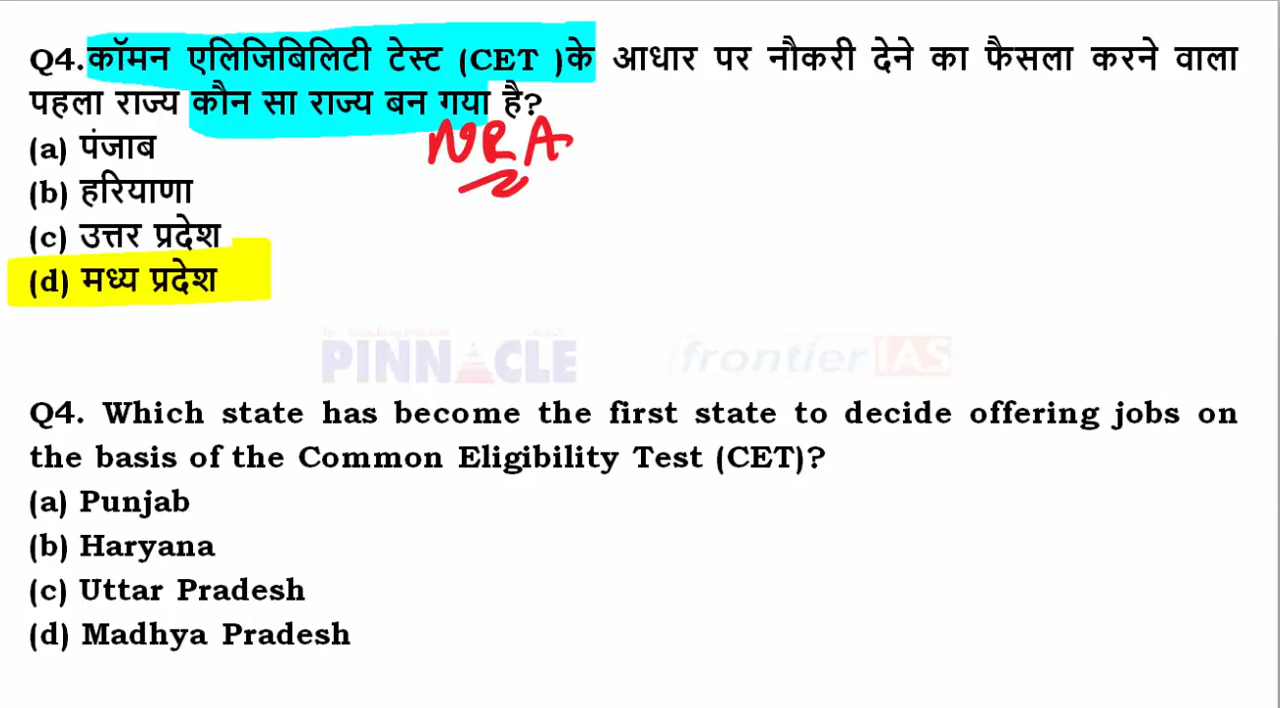 Q4.कॉमन एलिजिबिलिटी टेस्ट (CET )के आधार पर नौकरी देने का फैसला करने वाला
पहला राज्य कौन सा राज्य बन गया है?
NRA
(a) पंजाब
(b) हरियाणा
(c) उत्तर प्रदेश
(d) मध्य प्रदेश
PINNACLE
frontier IAS
Q4. Which state has become the first state to decide offering jobs on
the basis of the Common Eligibility Test (CET)?
(a) Punjab
(b) Haryana
(c) Uttar Pradesh
(d) Madhya Pradesh